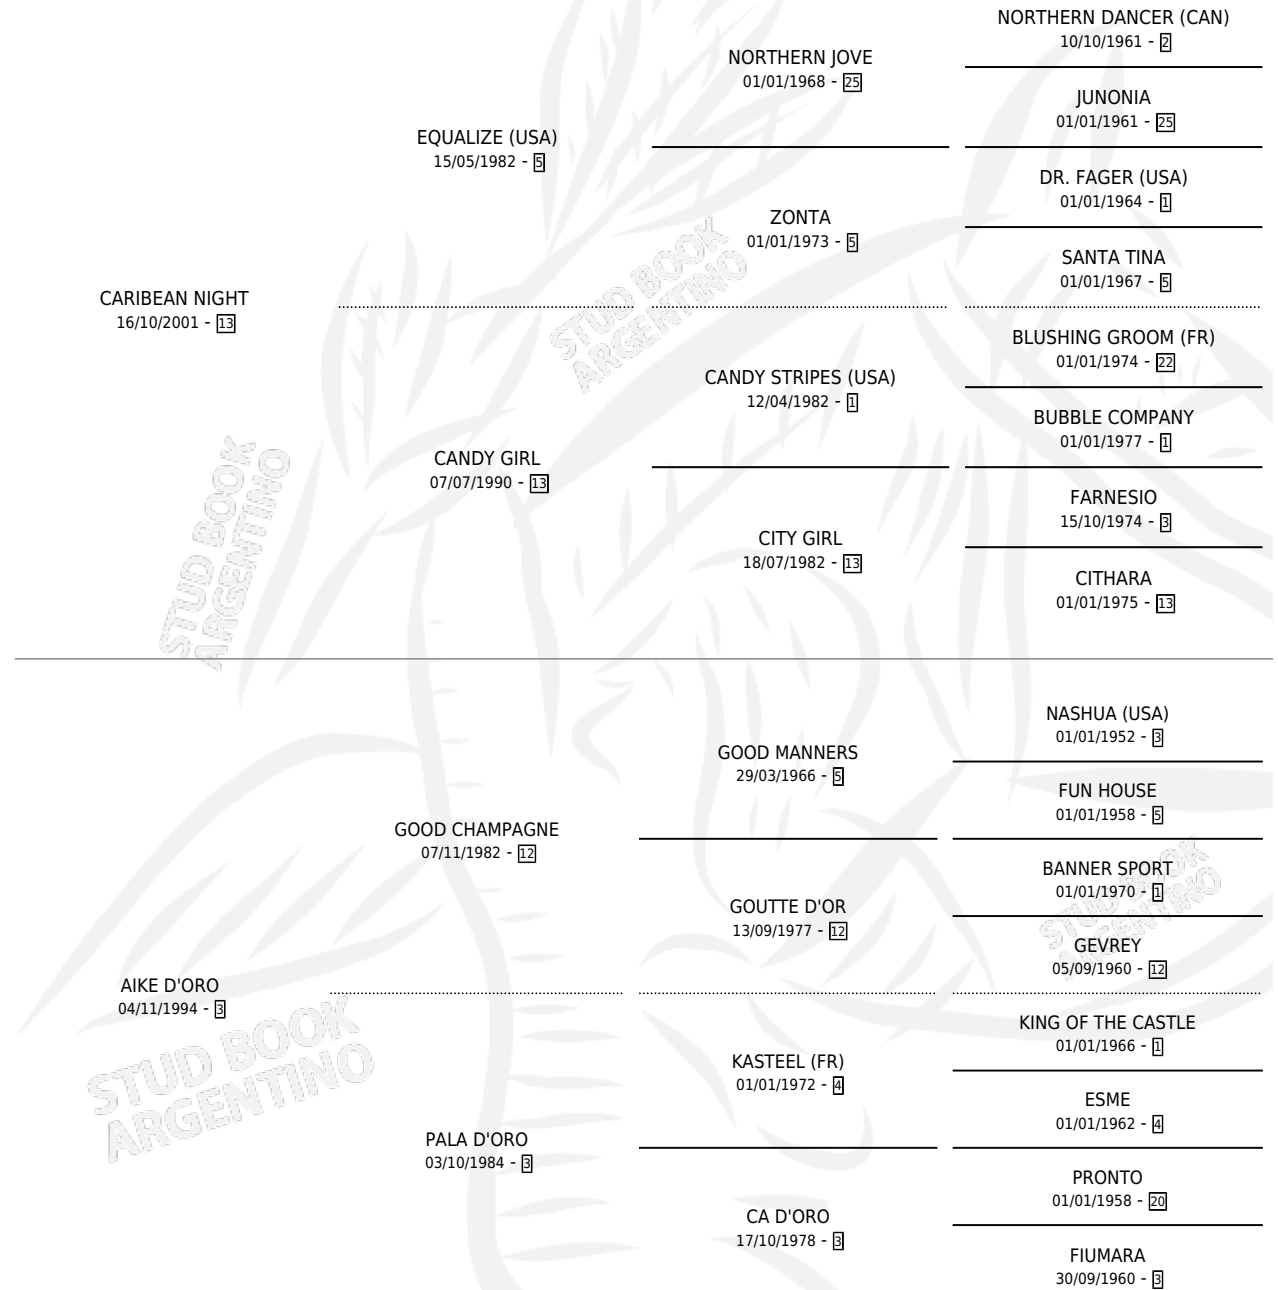 NORTHERN DANCER (CAN)
10/10/1961 - 2
NORTHERN JOVE
01/01/1968 - 25
JUNONIA
01/01/1961 - 25
EQUALIZE (USA)
15/05/1982 - 5
DR. FAGER (USA)
01/01/1964 - 1
ZONTA
01/01/1973 - 5
SANTA TINA
01/01/1967 - 5
CARIBEAN NIGHT
16/10/2001 - 13
STUD BOOK
ARGENTINO
BLUSHING GROOM (FR)
01/01/1974 - 22
CANDY STRIPES (USA)
12/04/1982 - 1
BUBBLE COMPANY
01/01/1977 - 1
CANDY GIRL
07/07/1990 - 13
FARNESIO
15/10/1974 - 3
CITY GIRL
18/07/1982 - 13
CITHARA
01/01/1975 - 13
STUD BOOK
ARGENTINO
NASHUA (USA)
01/01/1952 - 3
GOOD MANNERS
29/03/1966 - 5
FUN HOUSE
01/01/1958 - 5
GOOD CHAMPAGNE
07/11/1982 - 12
BANNER SPORT
01/01/1970 - 1
GOUTTE D'OR
13/09/1977 - 12
STUD BOOK
ARGENTINO
GEVREY
05/09/1960 - 12
AIKE D'ORO
04/11/1994 - 3
STUD BOOK
ARGENTINO
KING OF THE CASTLE
01/01/1966 - 1
KASTEEL (FR)
01/01/1972 - 4
ESME
01/01/1962 - 4
PALA D'ORO
03/10/1984 - 3
PRONTO
01/01/1958 - 20
CA D'ORO
17/10/1978 - 3
FIUMARA
30/09/1960 - 3